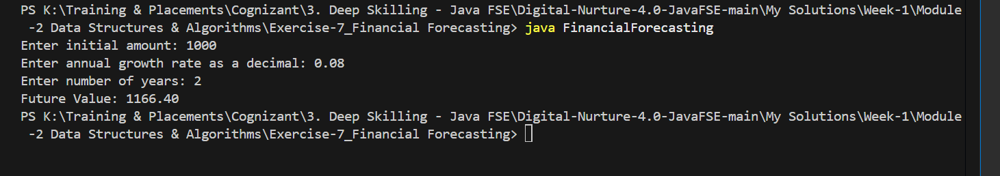 PS K:\Training & Placements\Cognizant\3. Deep Skilling - Java FSE\Digital-Nurture-4.0-JavaFSE-main\My Solutions\Week-1\Module
-2 Data Structures & Algorithms\Exercise-7_Financial Forecasting> java FinancialForecasting
Enter initial amount: 1000
Enter annual growth rate as a decimal: 0.08
Enter number of years: 2
Future Value: 1166.40
PS K:\Training & Placements\Cognizant\3. Deep Skilling - Java FSE\Digital-Nurture-4.0-JavaFSE-main\My Solutions\Week-1\Module
-2 Data Structures & Algorithms\Exercise-7_Financial Forecasting>